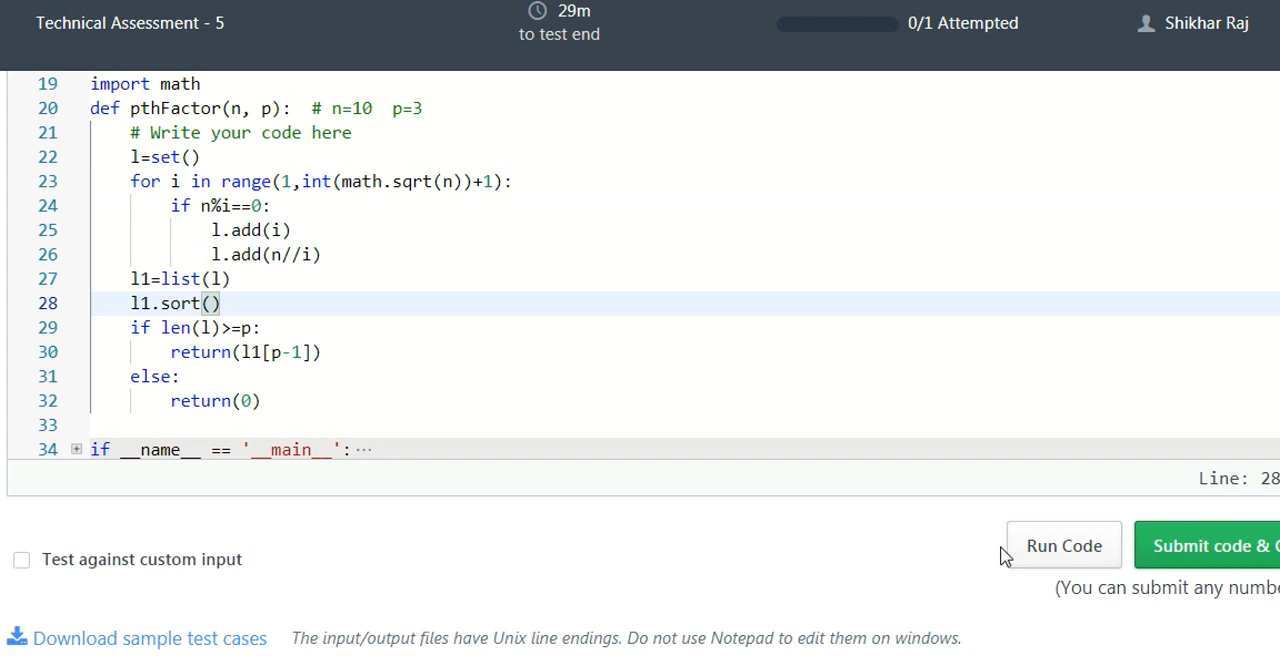 Technical Assessment - 5
29m
to test end
0/1 Attempted
Shikhar Raj
19 import math
20 def pthFactor(n, p):  # n=10  p=3
21     # Write your code here
22     l=set()
23     for i in range(1,int(math.sqrt(n))+1):
24         if n%i==0:
25             l.add(i)
26             l.add(n//i)
27     l1=list(l)
28     l1.sort()
29     if len(l)>=p:
30         return(l1[p-1])
31     else:
32         return(0)
33
34 if __name__ == '__main__': ⋯
Line: 28
Test against custom input
Run Code
Submit code &
(You can submit any
Download sample test cases
The input/output files have Unix line endings. Do not use Notepad to edit them on windows.